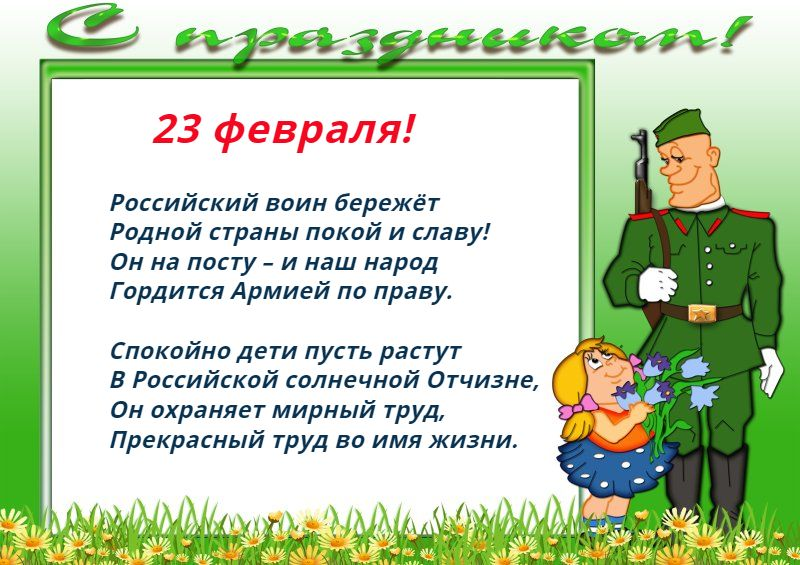 С праздником!
23 февраля!
Российский воин бережёт
Родной страны покой и славу!
Он на посту – и наш народ
Гордится Армией по праву.
Спокойно дети пусть растут
В Российской солнечной Отчизне,
Он охраняет мирный труд,
Прекрасный труд во имя жизни.